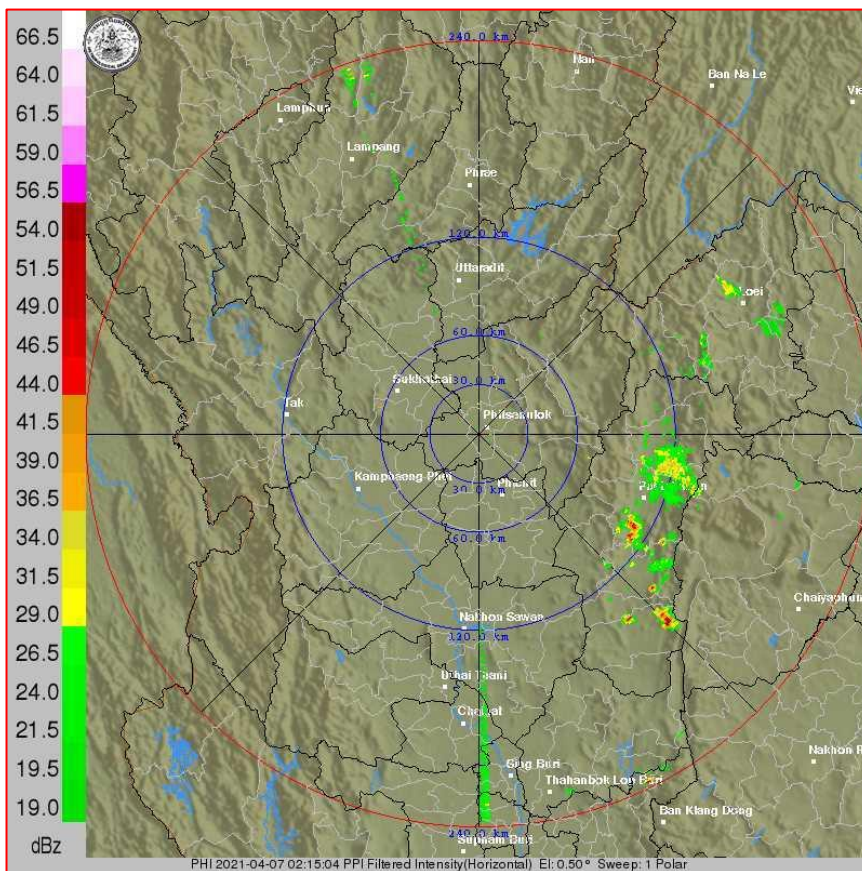 66.5
64.0
61.5
59.0
56.5
54.0
51.5
49.0
46.5
44.0
41.5
39.0
36.5
34.0
31.5
29.0
26.5
24.0
21.5
19.5
19.0
dBz
240.0 km
Nan
Ban Na Le
Vie
Lamphun
Lampang
Phrae
120.0 km
Uttaradit
Loei
60.0 km
30.0 km
Sukhothai
Tak
Phitsanulok
Kamphaeng Phet
30.0 km
Phichit
60.0 km
Chaiyaphum
Nakhon Sawan
120.0 km
Uthai Thani
Chainat
Nakhon R
Sing Buri
Thahanbok Lop Buri
Ban Klang Dong
240.0 km
Suphan Buri
PHI 2021-04-07 02:15:04 PPI Filtered Intensity(Horizontal) El: 0.50° Sweep: 1 Polar